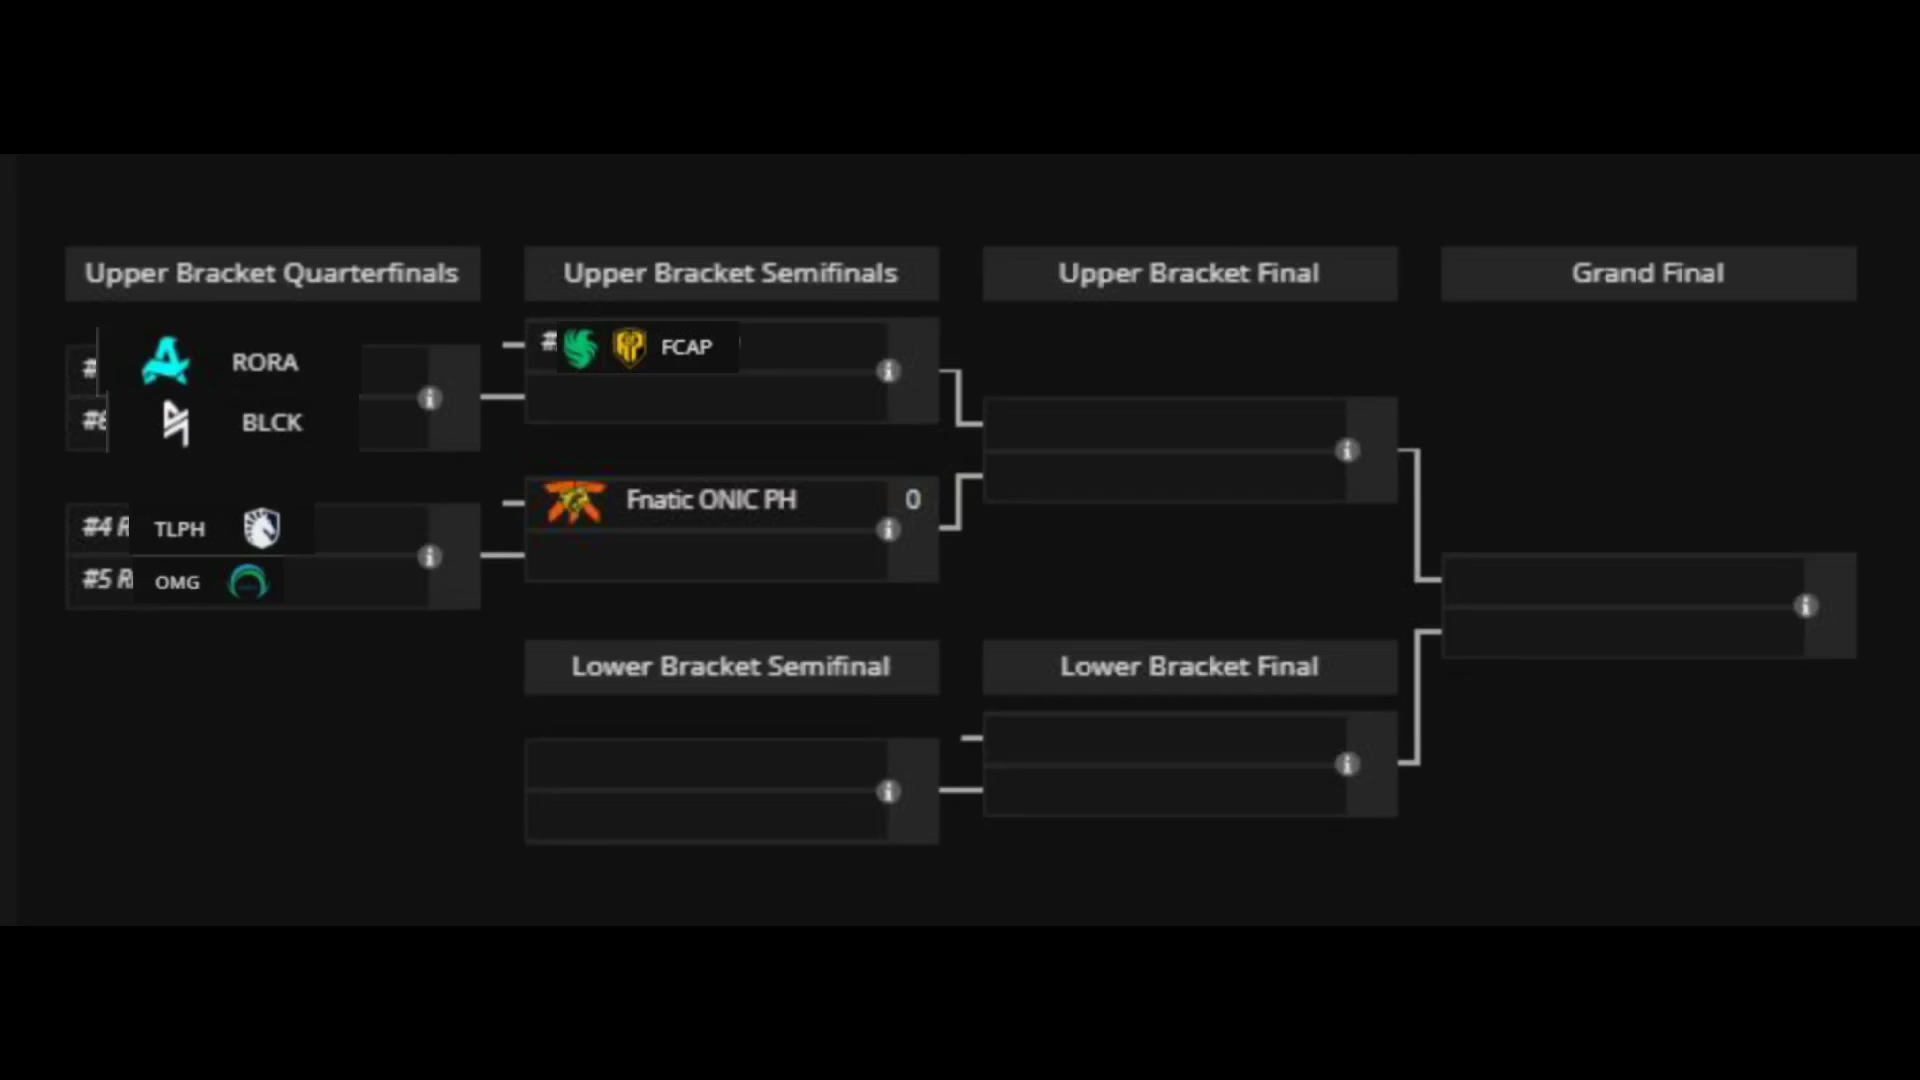 Upper Bracket Quarterfinals
Upper Bracket Semifinals
Upper Bracket Final
Grand Final
# RORA
#6 BLCK
# FCAP
Fnatic ONIC PH 0
#4 R TLPH
#5 R OMG
Lower Bracket Semifinal
Lower Bracket Final